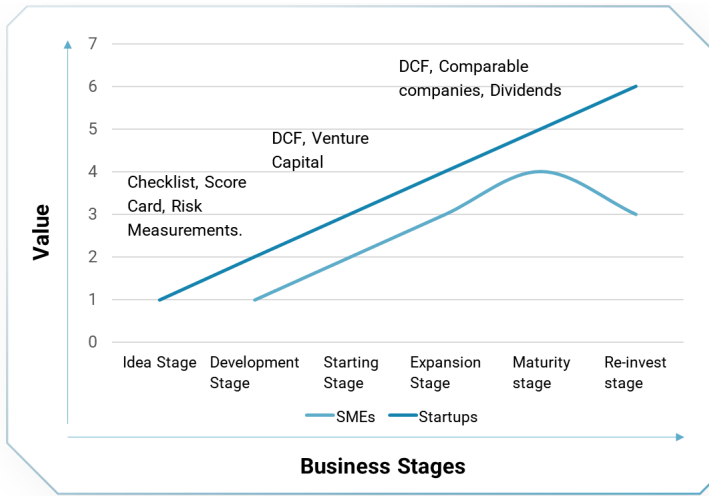 7
6
5
4
3
2
1
0
Value
DCF, Comparable
companies, Dividends
DCF, Venture
Capital
Checklist, Score
Card, Risk
Measurements.
Idea Stage
Development
Stage
Starting
Stage
Expansion
Stage
Maturity
stage
Re-invest
stage
SMEs
Startups
Business Stages